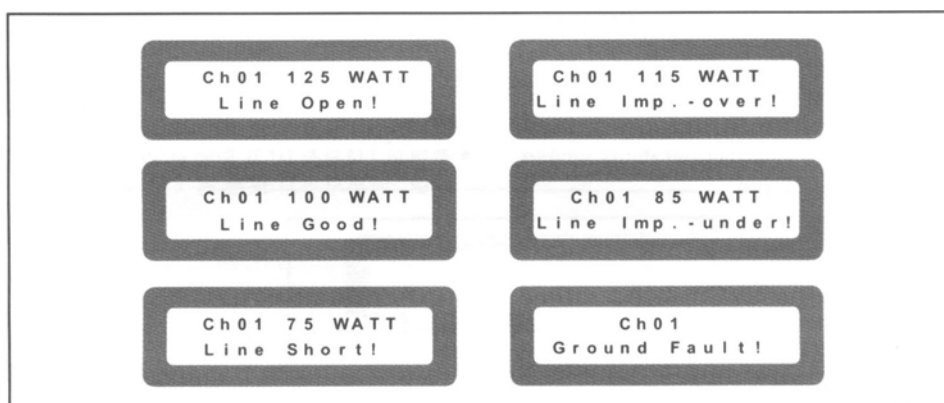 Ch01 125 WATT
Line Open!
Ch01 115 WATT
Line Imp.-over!
Ch01 100 WATT
Line Good!
Ch01 85 WATT
Line Imp.-under!
Ch01 75 WATT
Line Short!
Ch01
Ground Fault!